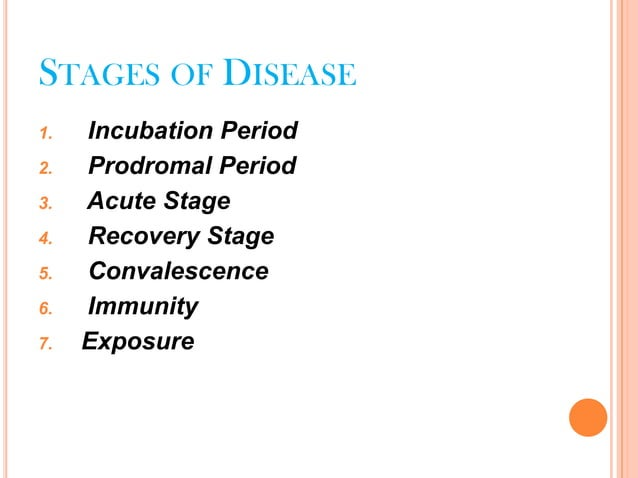 STAGES OF DISEASE
1. Incubation Period
2. Prodromal Period
3. Acute Stage
4. Recovery Stage
5. Convalescence
6. Immunity
7. Exposure